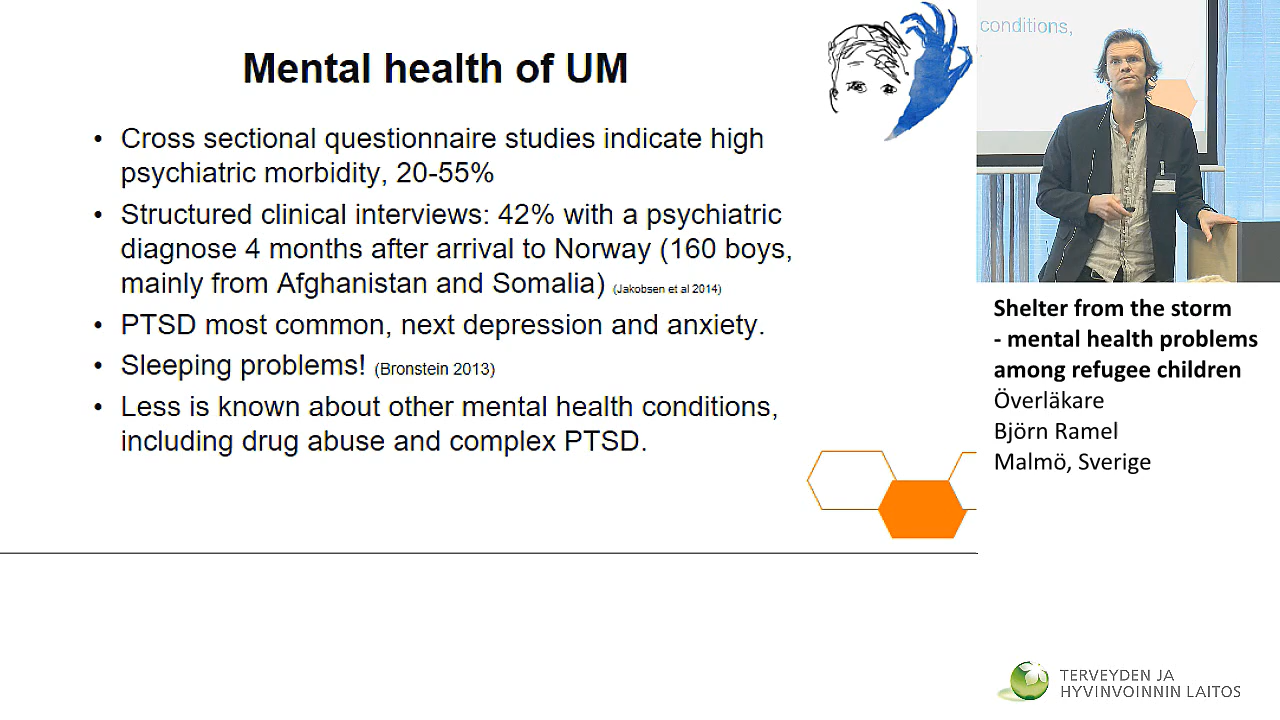 Mental health of UM
• Cross sectional questionnaire studies indicate high
psychiatric morbidity, 20-55%
• Structured clinical interviews: 42% with a psychiatric
diagnose 4 months after arrival to Norway (160 boys,
mainly from Afghanistan and Somalia) (Jakobsen et al 2014)
• PTSD most common, next depression and anxiety.
• Sleeping problems! (Bronstein 2013)
• Less is known about other mental health conditions,
including drug abuse and complex PTSD.
conditions,
Shelter from the storm
- mental health problems
among refugee children
Överläkare
Björn Ramel
Malmö, Sverige
TERVEYDEN JA
HYVINVOINNIN LAITOS